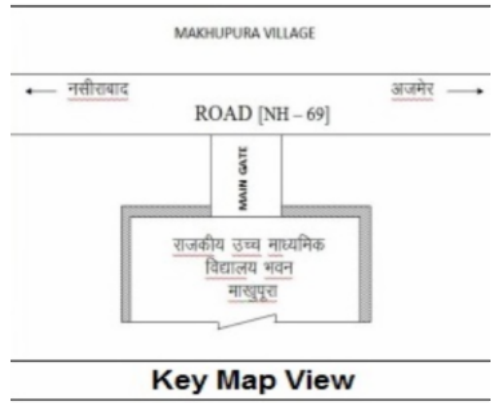 MAKHUPURA VILLAGE
← नसीराबाद अजमेर →
ROAD [NH – 69]
MAIN GATE
राजकीय उच्च माध्यमिक
विद्यालय भवन
माखुपूरा
Key Map View